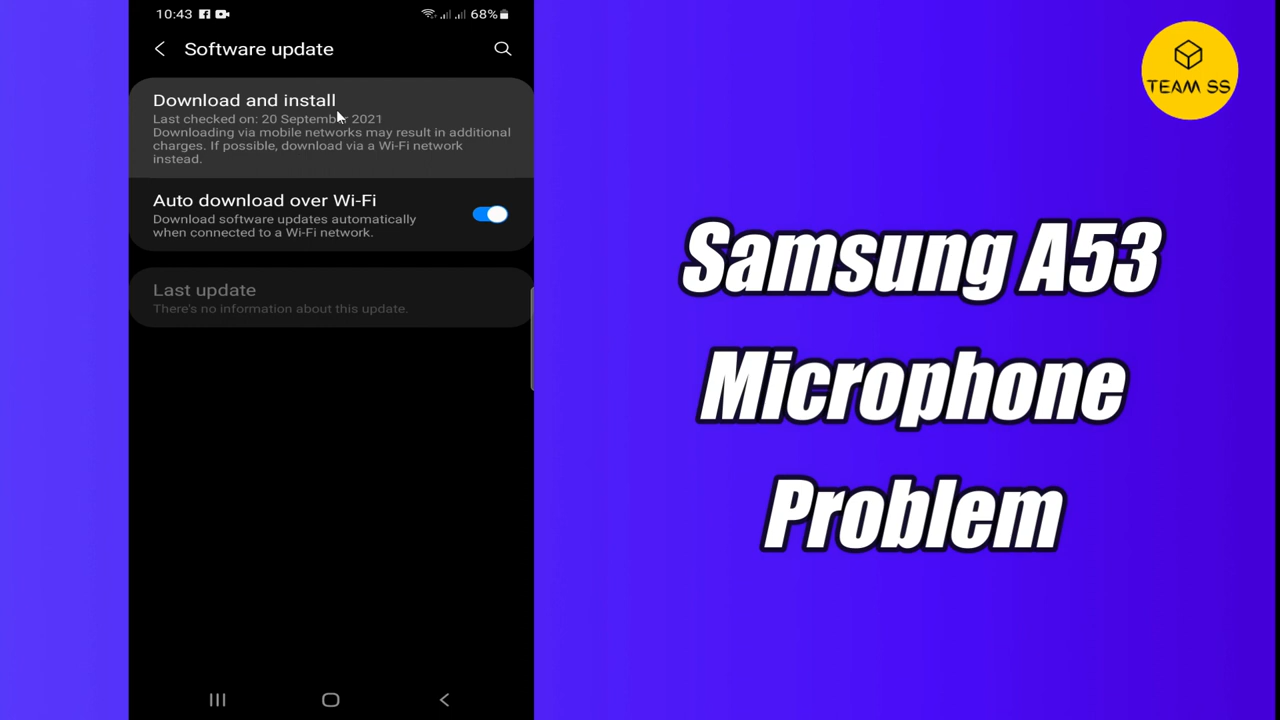 10:43
68%
Software update
Download and install
Last checked on: 20 September 2021
Downloading via mobile networks may result in additional
charges. If possible, download via a Wi-Fi network
instead.
Auto download over Wi-Fi
Download software updates automatically
when connected to a Wi-Fi network.
Last update
There's no information about this update.
TEAM SS
Samsung A53
Microphone
Problem